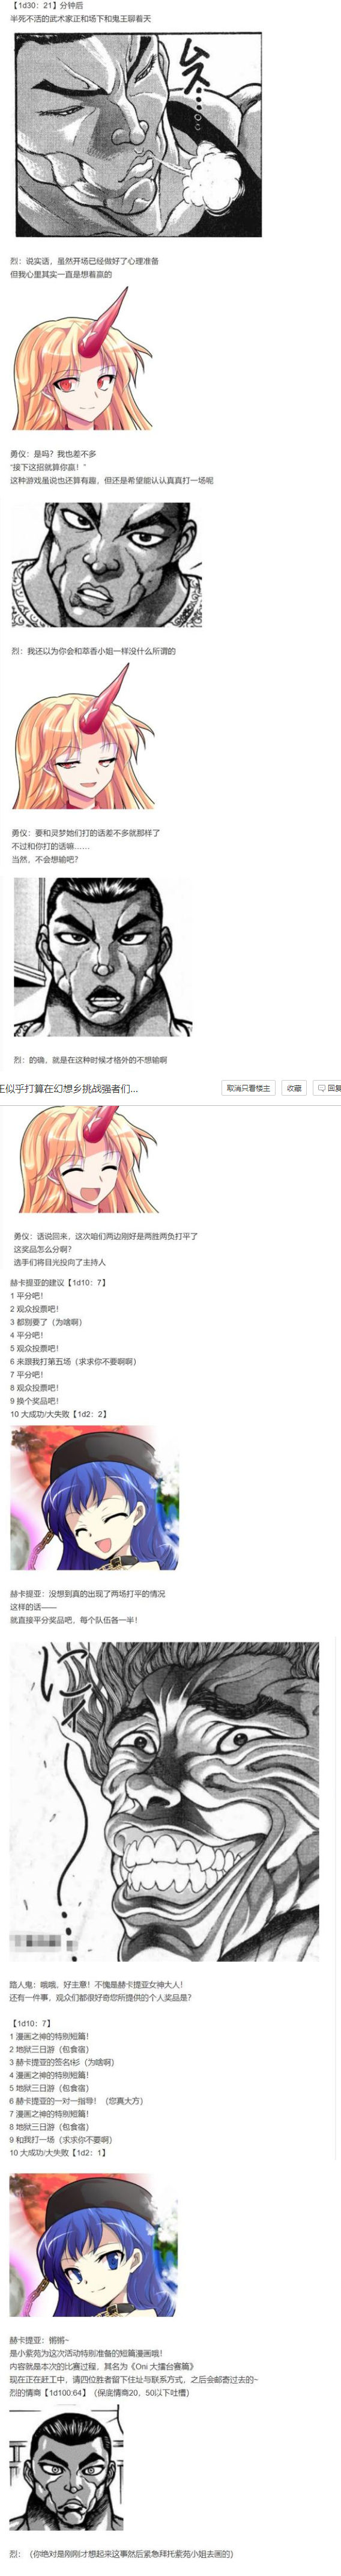 【1d30：21】分钟后
半死不活的武术家正和场下和鬼王聊着天
ムス…
烈：说实话，虽然开场已经做好了心理准备
但我心里其实一直是想着赢的
勇仪：是吗？我也差不多
“接下这招就算你赢！”
这种游戏虽说也还算有趣，但还是希望能认认真真打一场呢
烈：我还以为你会和萃香小姐一样没什么所谓的
勇仪：要和灵梦她们打的话差不多就那样了
不过和你打的话嘛……
当然，不会想输吧？
烈：的确，就是在这种时候才格外的不想输啊
王似乎打算在幻想乡挑战强者们...
取消只看楼主
收藏
回复
勇仪：话说回来，这次咱们两边刚好是两胜两负打平了
这奖品怎么分啊？
选手们将目光投向了主持人
赫卡提亚的建议【1d10：7】
1 平分吧！
2 观众投票吧！
3 都别要了（为啥啊）
4 平分吧！
5 观众投票吧！
6 来跟我打第五场（求求你不要啊啊）
7 平分吧！
8 观众投票吧！
9 换个奖品吧！
10 大成功/大失败【1d2：2】
赫卡提亚：没想到真的出现了两场打平的情况
这样的话——
就直接平分奖品吧，每个队伍各一半！
路人鬼：哦哦，好主意！不愧是赫卡提亚女神大人！
还有一件事，观众们都很好奇您所提供的个人奖品是？
【1d10：7】
1 漫画之神的特别短篇！
2 地狱三日游（包食宿）
3 赫卡提亚的签名t衫（为啥啊）
4 漫画之神的特别短篇！
5 地狱三日游（包食宿）
6 赫卡提亚的一对一指导！（您真大方）
7 漫画之神的特别短篇！
8 地狱三日游（包食宿）
9 和我打一场（求求你不要啊）
10 大成功/大失败【1d2：1】
赫卡提亚：锵锵~
是小紫苑为这次活动特别准备的短篇漫画哦！
内容就是本次的比赛过程，其名为《Oni 大擂台赛篇》
现在正在赶工中，请四位胜者留下住址与联系方式，之后会邮寄过去的~
烈的情商【1d100:64】（保底情商20，50以下吐槽）
烈：（你绝对是刚刚才想起来这事然后紧急拜托紫苑小姐去画的）